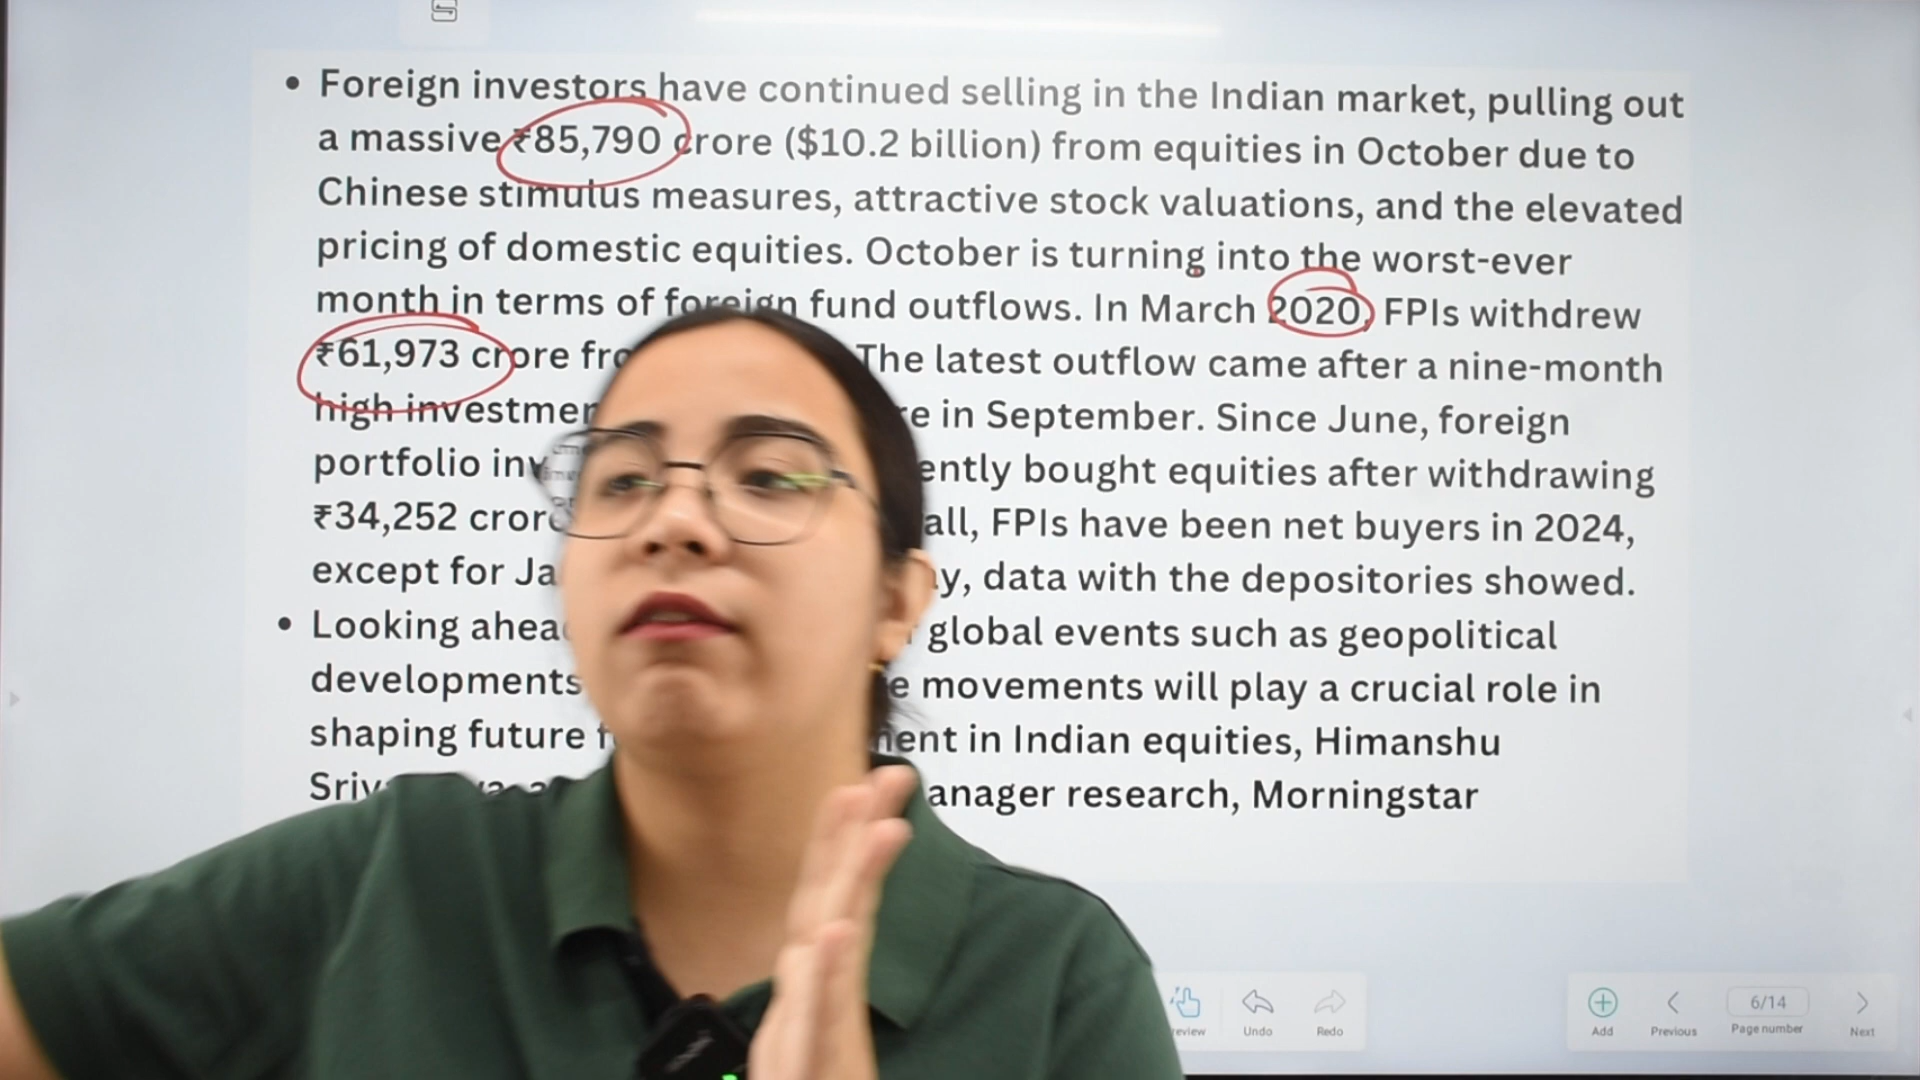 • Foreign investors have continued selling in the Indian market, pulling out
a massive ₹85,790 crore ($10.2 billion) from equities in October due to
Chinese stimulus measures, attractive stock valuations, and the elevated
pricing of domestic equities. October is turning into the worst-ever
month in terms of foreign fund outflows. In March 2020, FPIs withdrew
₹61,973 crore The latest outflow came after a nine-month
high in September. Since June, foreign
portfolio bought equities after withdrawing
₹34,252 all, FPIs have been net buyers in 2024,
except for data with the depositories showed.
• Looking global events such as geopolitical
developments movements will play a crucial role in
shaping future in Indian equities, Himanshu
research, Morningstar
Undo
Redo
Add
Previous
6/14
Page number
Next